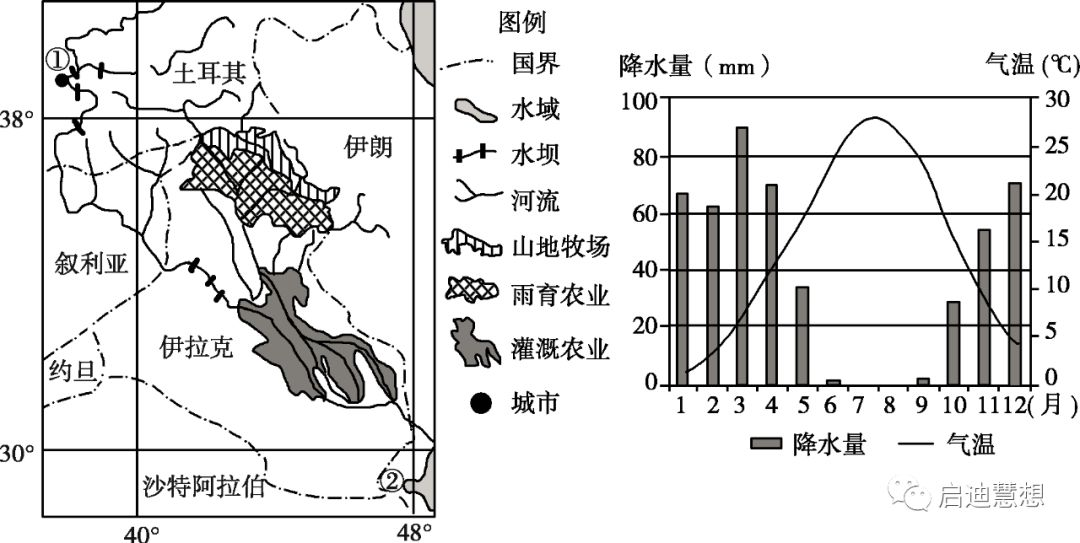 ①
土耳其
38°
伊朗
叙利亚
伊拉克
约旦
30°
沙特阿拉伯
②
40°
48°
图例
国界
水域
水坝
河流
山地牧场
雨育农业
灌溉农业
城市
降水量(mm)
气温(℃)
100
80
60
40
20
0
30
25
20
15
10
5
0
1 2 3 4 5 6 7 8 9 10 11 12(月)
降水量 气温
启迪慧想